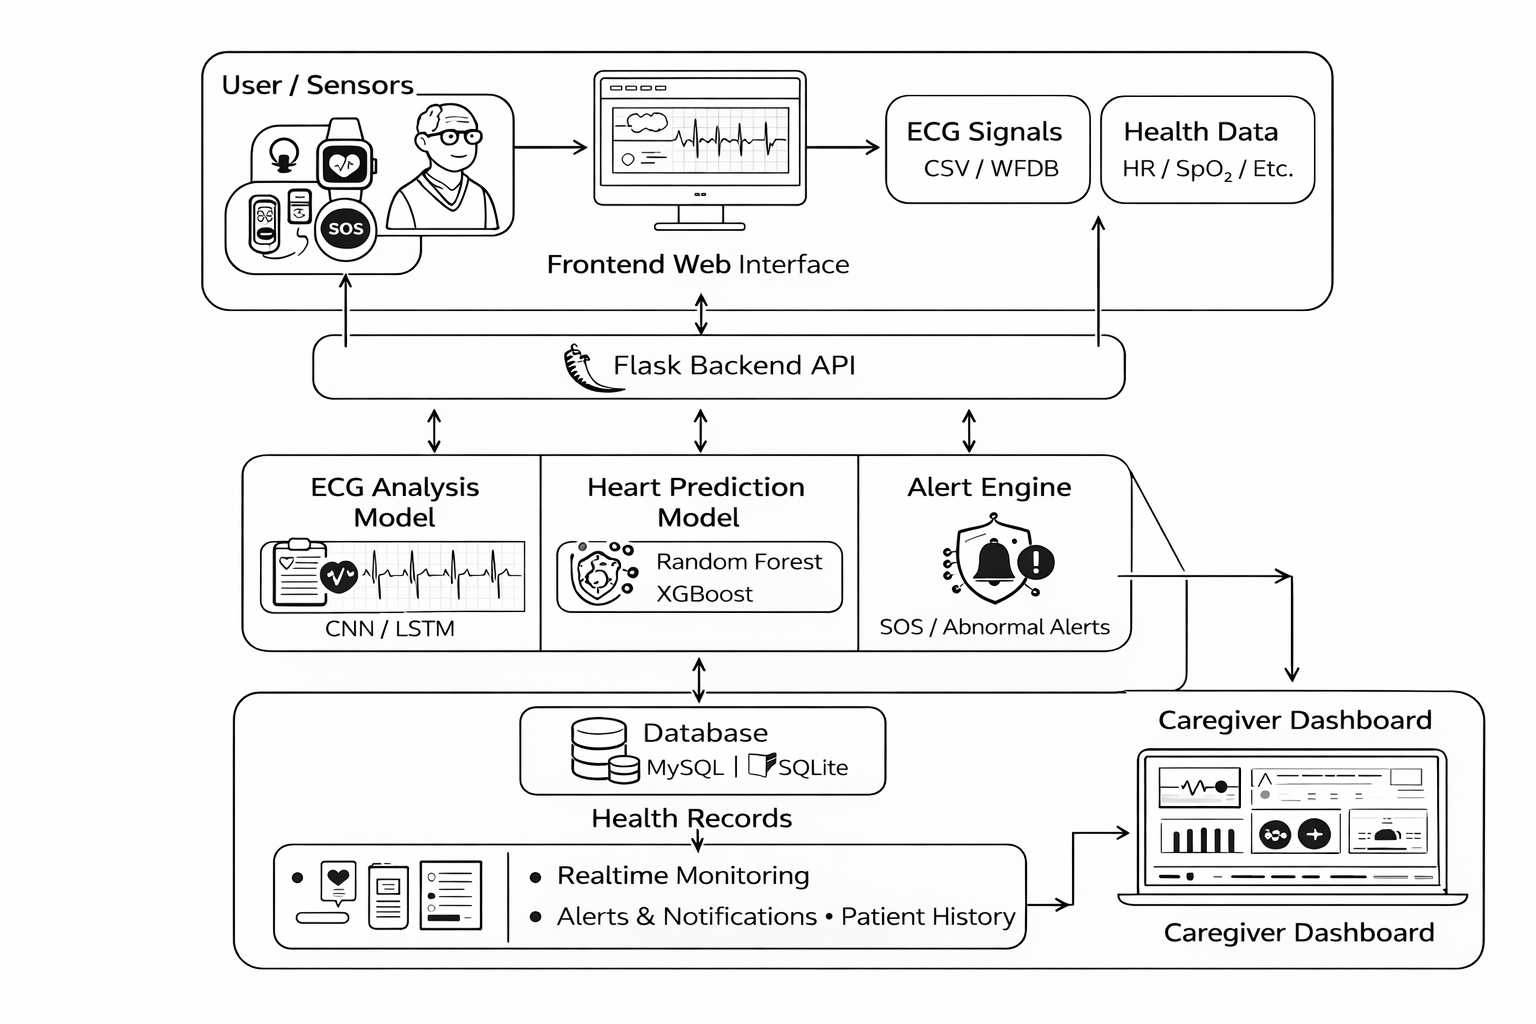 User / Sensors
SOS
Frontend Web Interface
ECG Signals
CSV / WFDB
Health Data
HR / SpO₂ / Etc.
Flask Backend API
ECG Analysis
Model
CNN / LSTM
Heart Prediction
Model
Random Forest
XGBoost
Alert Engine
SOS / Abnormal Alerts
Database
MySQL | SQLite
Health Records
• Realtime Monitoring
• Alerts & Notifications • Patient History
Caregiver Dashboard
Caregiver Dashboard